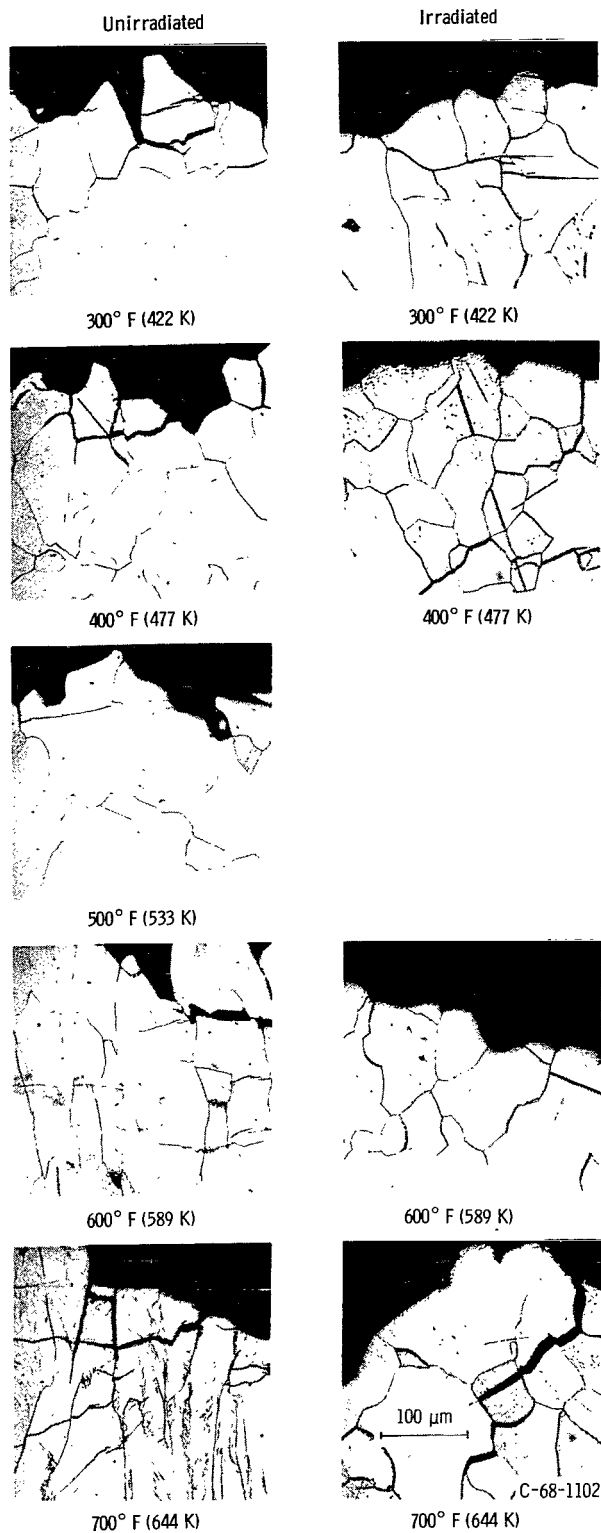 Unirradiated
Irradiated
300° F (422 K)
300° F (422 K)
400° F (477 K)
400° F (477 K)
500° F (533 K)
600° F (589 K)
600° F (589 K)
100 μm
C-68-1102
700° F (644 K)
700° F (644 K)